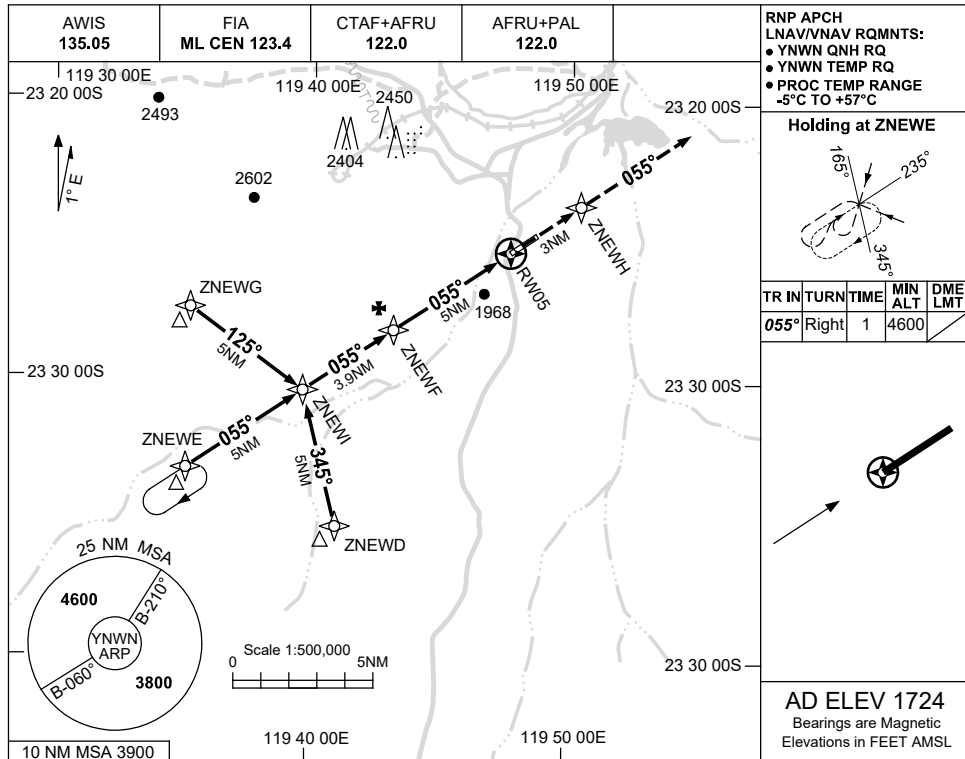 AWIS
135.05
FIA
ML CEN 123.4
CTAF+AFRU
122.0
AFRU+PAL
122.0
RNP APCH
LNAV/VNAV RQMNTS:
● YNWN QNH RQ
● YNWN TEMP RQ
● PROC TEMP RANGE
-5°C TO +57°C
119 30 00E
119 40 00E
119 50 00E
23 20 00S
23 20 00S
2493
2450
2404
2602
1° E
055°
3NM
ZNEWH
RW05
055°
5NM
1968
ZNEWG
125°
5NM
055°
3.9NM
ZNEWF
23 30 00S
23 30 00S
ZNEWI
ZNEWE
055°
5NM
345°
5NM
ZNEWD
25 NM MSA
4600
B-210°
YNWN
ARP
B-060°
3800
Scale 1:500,000
0
5NM
23 30 00S
10 NM MSA 3900
119 40 00E
119 50 00E
Holding at ZNEWE
165°
235°
345°
TR IN TURN TIME MIN ALT DME LMT
055° Right 1 4600
AD ELEV 1724
Bearings are Magnetic
Elevations in FEET AMSL